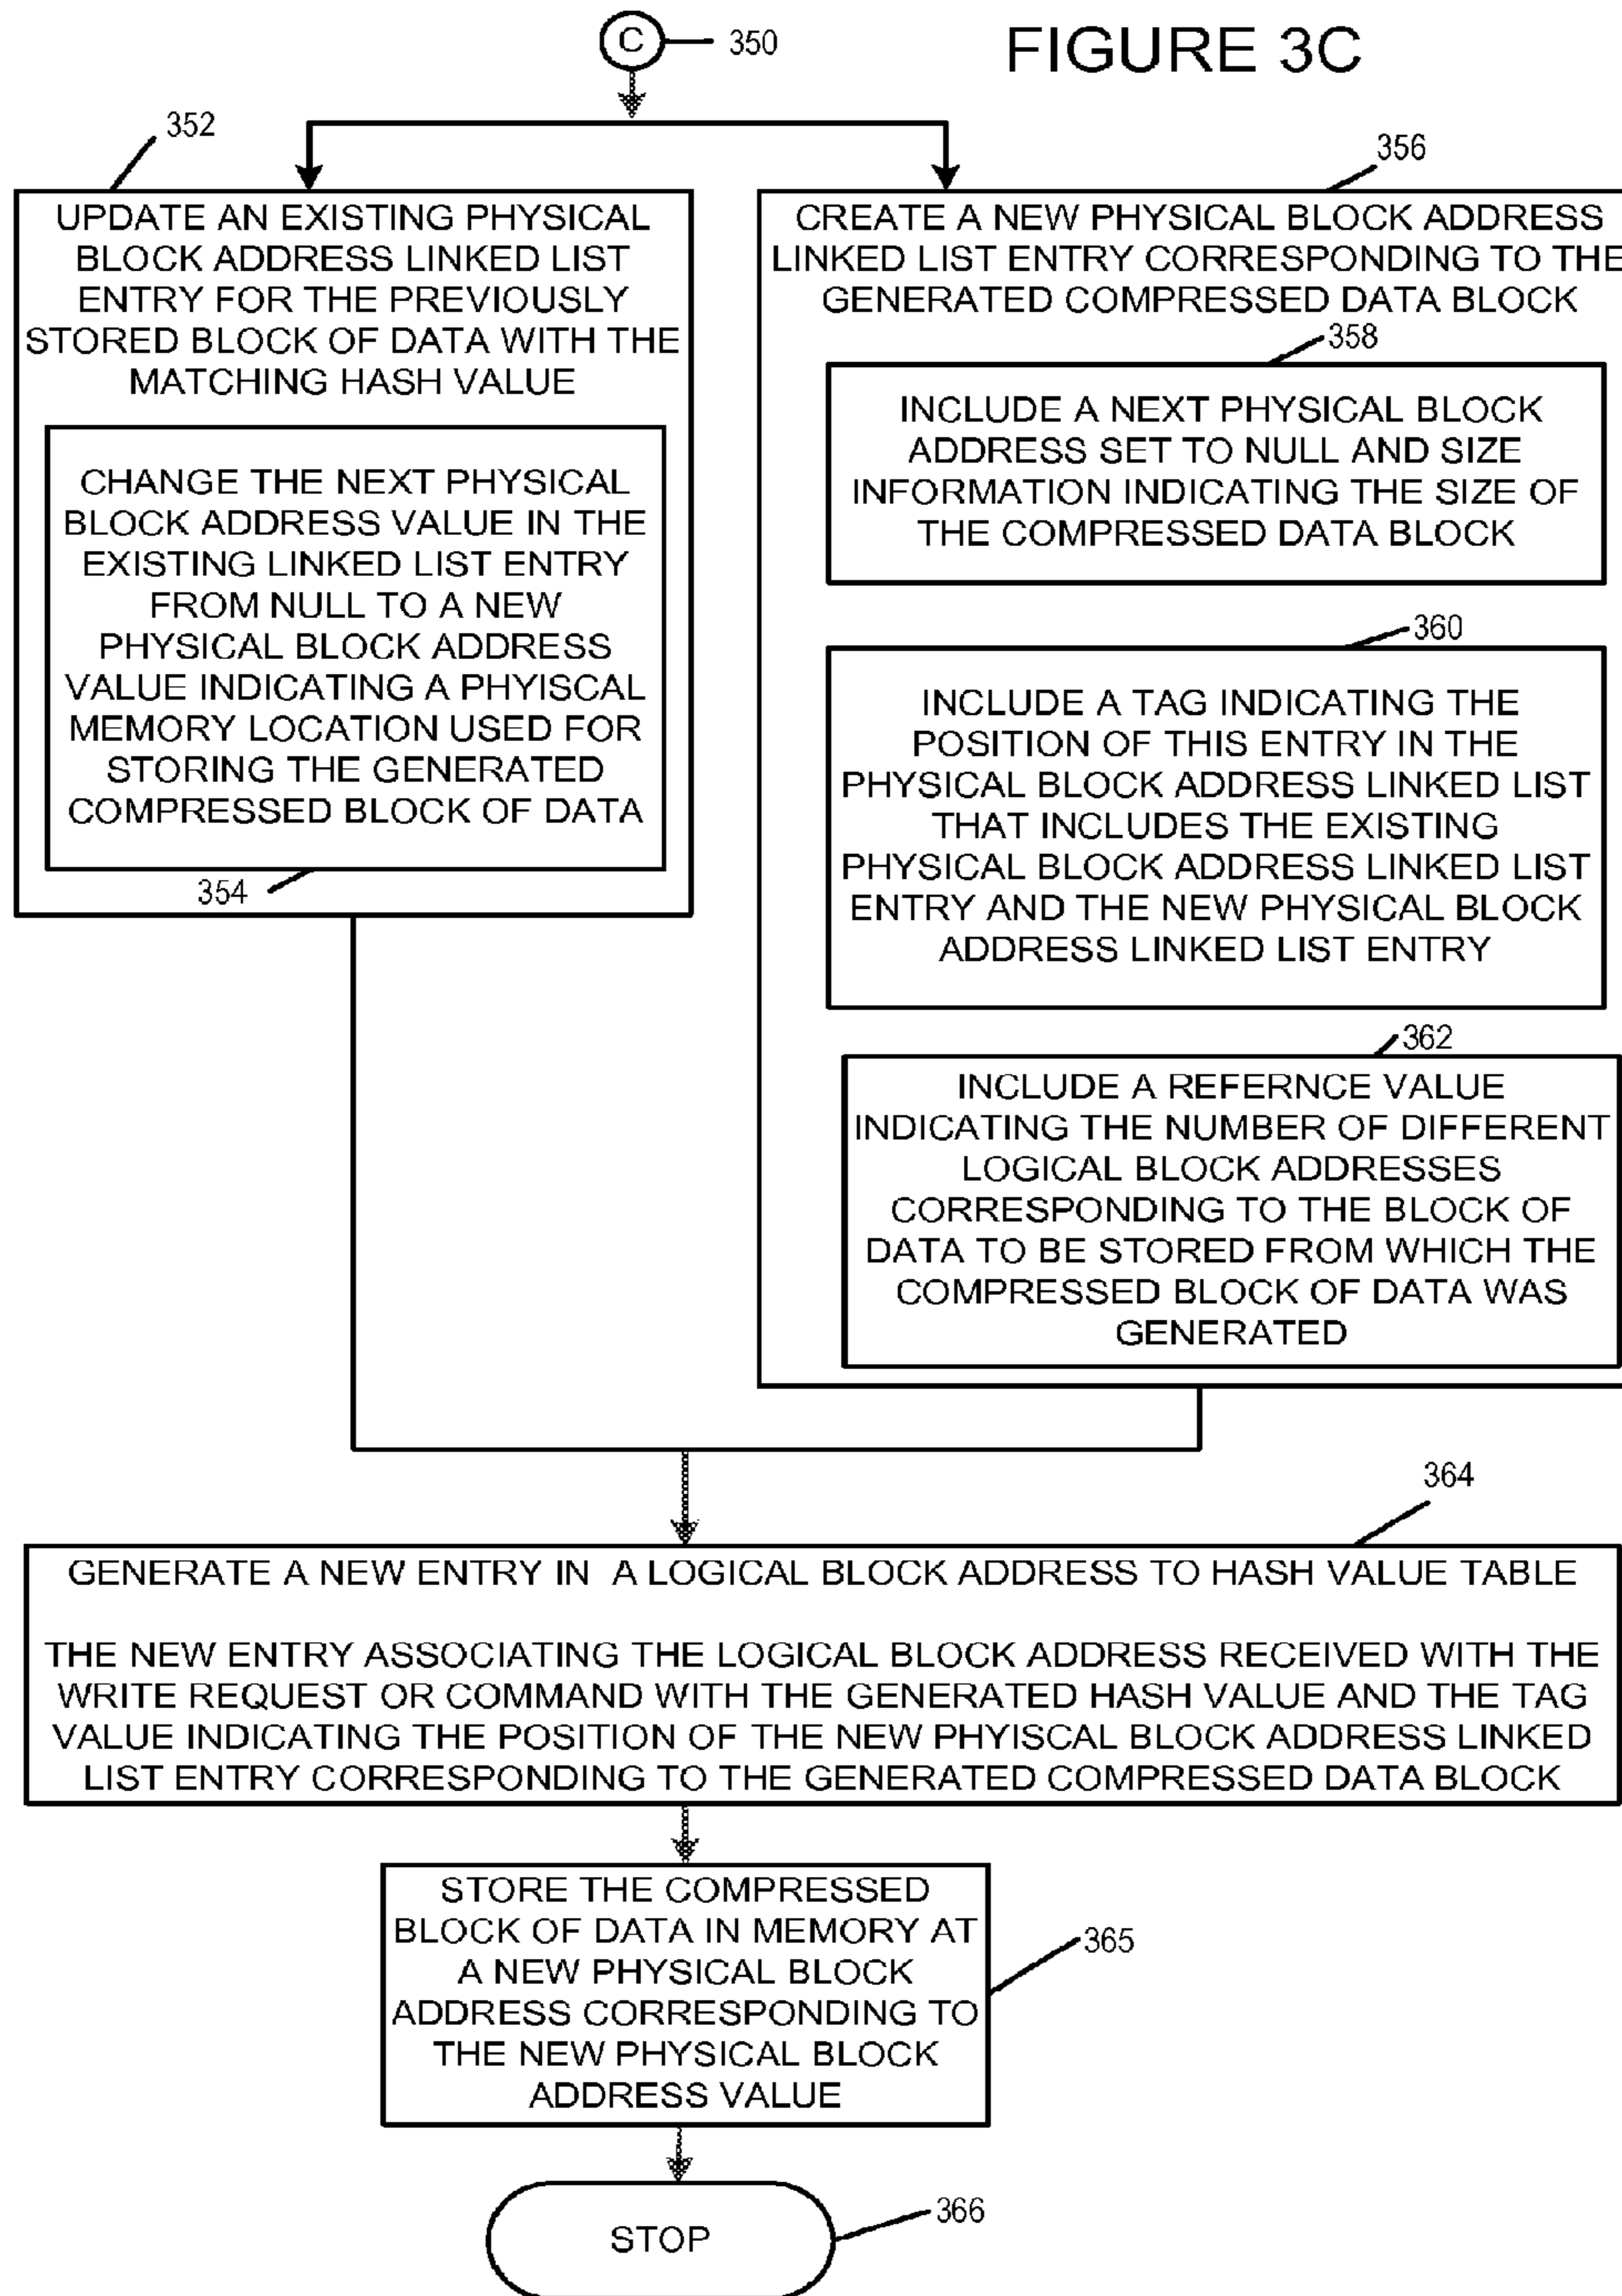 C
350
FIGURE 3C
352
UPDATE AN EXISTING PHYSICAL
BLOCK ADDRESS LINKED LIST
ENTRY FOR THE PREVIOUSLY
STORED BLOCK OF DATA WITH THE
MATCHING HASH VALUE
CHANGE THE NEXT PHYSICAL
BLOCK ADDRESS VALUE IN THE
EXISTING LINKED LIST ENTRY
FROM NULL TO A NEW
PHYSICAL BLOCK ADDRESS
VALUE INDICATING A PHYISCAL
MEMORY LOCATION USED FOR
STORING THE GENERATED
COMPRESSED BLOCK OF DATA
354
356
CREATE A NEW PHYSICAL BLOCK ADDRESS
LINKED LIST ENTRY CORRESPONDING TO THE
GENERATED COMPRESSED DATA BLOCK
358
INCLUDE A NEXT PHYSICAL BLOCK
ADDRESS SET TO NULL AND SIZE
INFORMATION INDICATING THE SIZE OF
THE COMPRESSED DATA BLOCK
360
INCLUDE A TAG INDICATING THE
POSITION OF THIS ENTRY IN THE
PHYSICAL BLOCK ADDRESS LINKED LIST
THAT INCLUDES THE EXISTING
PHYSICAL BLOCK ADDRESS LINKED LIST
ENTRY AND THE NEW PHYSICAL BLOCK
ADDRESS LINKED LIST ENTRY
362
INCLUDE A REFERNCE VALUE
INDICATING THE NUMBER OF DIFFERENT
LOGICAL BLOCK ADDRESSES
CORRESPONDING TO THE BLOCK OF
DATA TO BE STORED FROM WHICH THE
COMPRESSED BLOCK OF DATA WAS
GENERATED
364
GENERATE A NEW ENTRY IN A LOGICAL BLOCK ADDRESS TO HASH VALUE TABLE
THE NEW ENTRY ASSOCIATING THE LOGICAL BLOCK ADDRESS RECEIVED WITH THE
WRITE REQUEST OR COMMAND WITH THE GENERATED HASH VALUE AND THE TAG
VALUE INDICATING THE POSITION OF THE NEW PHYISCAL BLOCK ADDRESS LINKED
LIST ENTRY CORRESPONDING TO THE GENERATED COMPRESSED DATA BLOCK
STORE THE COMPRESSED
BLOCK OF DATA IN MEMORY AT
A NEW PHYSICAL BLOCK
ADDRESS CORRESPONDING TO
THE NEW PHYSICAL BLOCK
ADDRESS VALUE
365
STOP
366